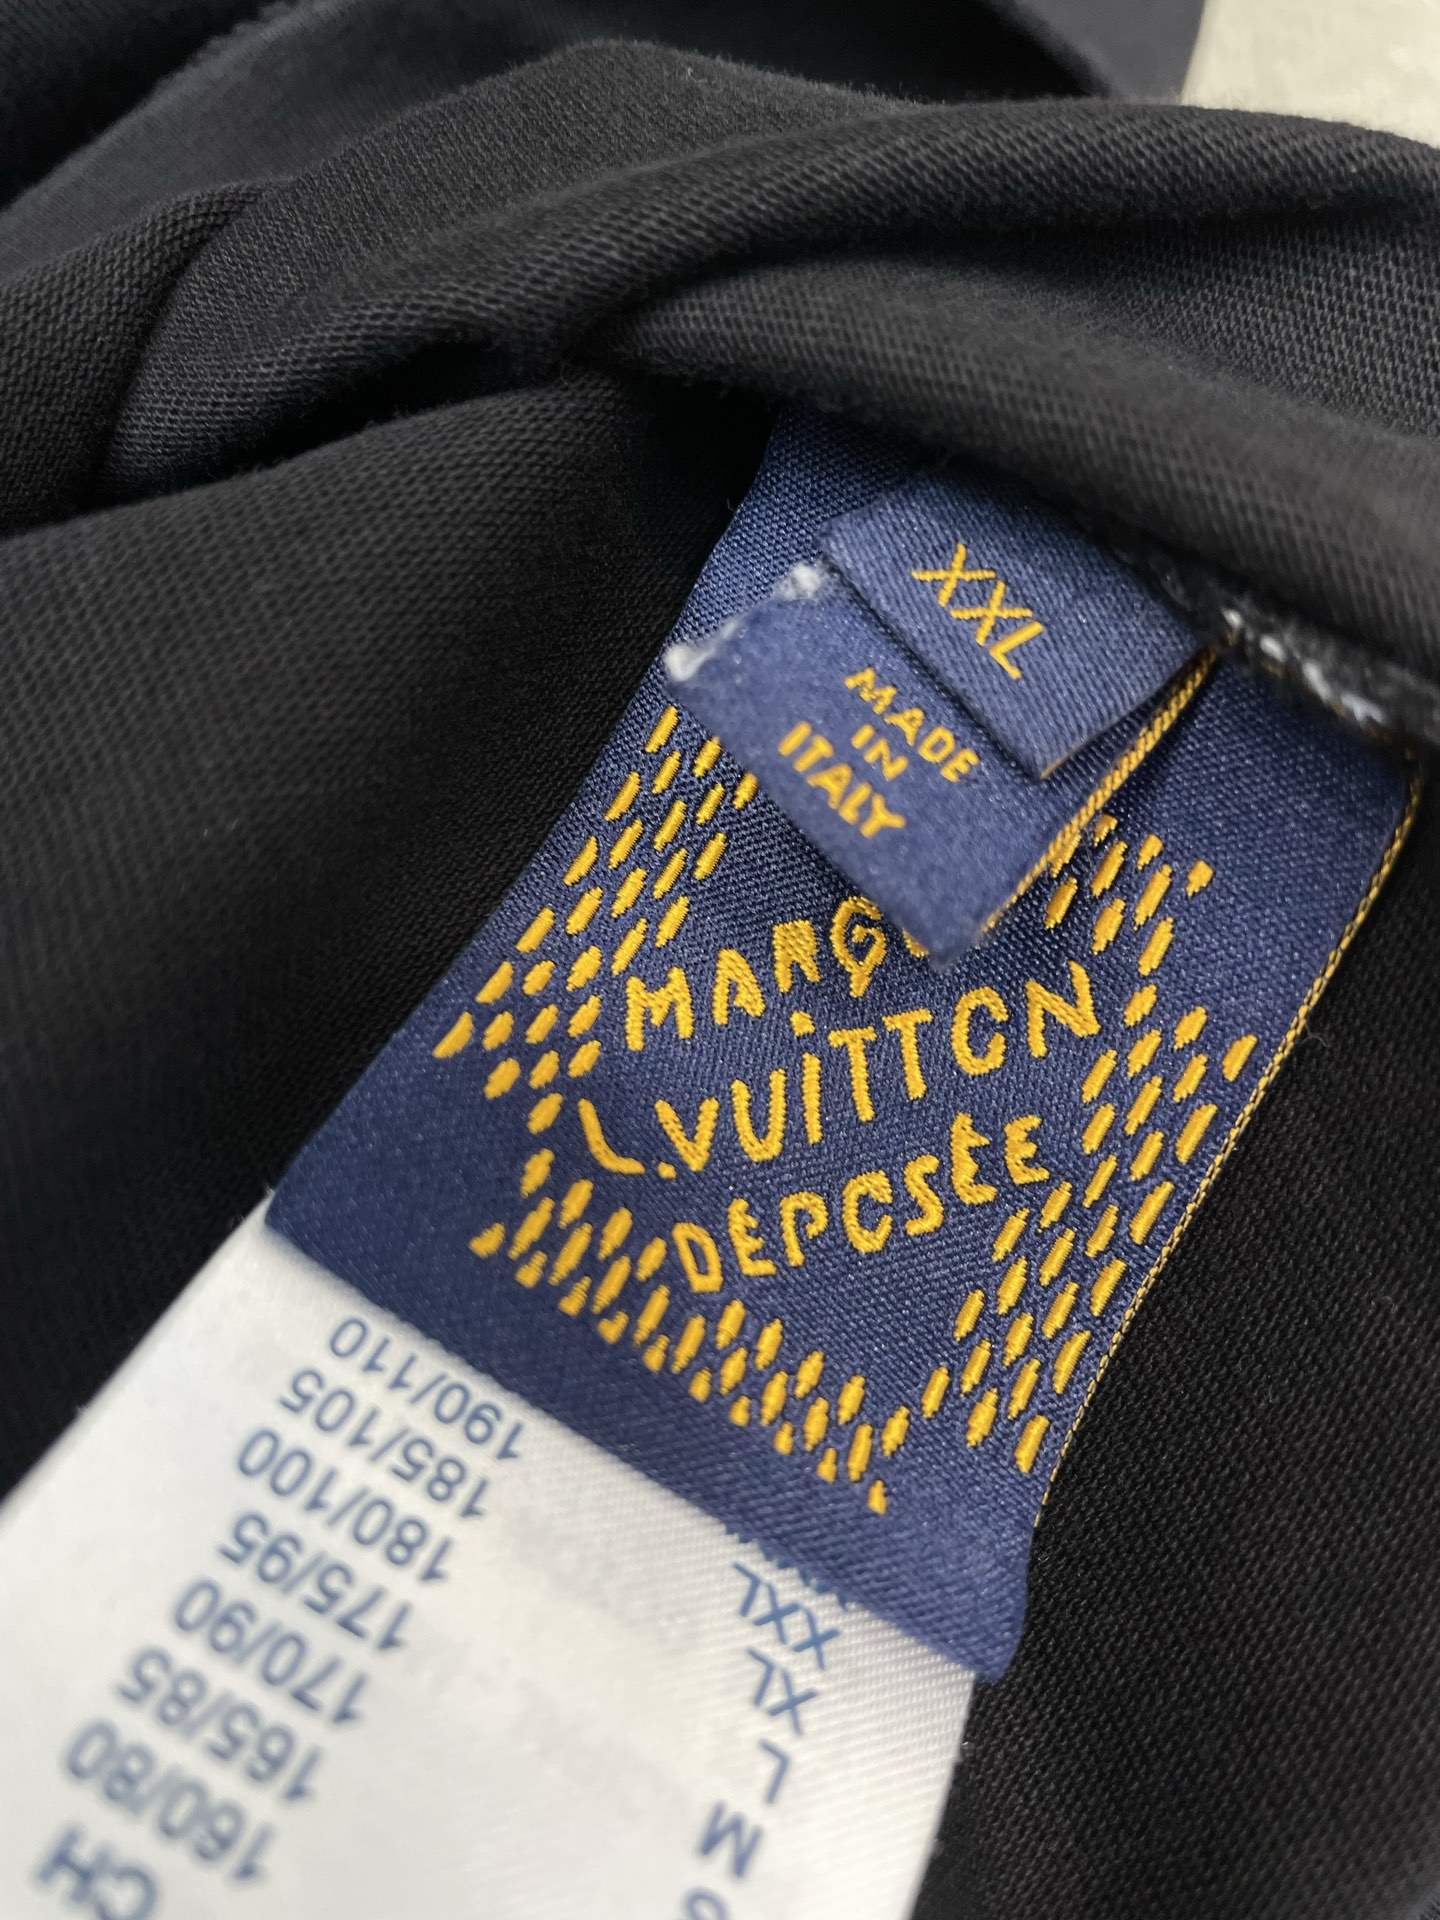 XXL
MADE
IN
ITALY
L.VUITTON
DEPOSEE
CH
160/80
165/85
S 170/90
M 175/95
L 180/100
XL 185/105
XXL 190/110